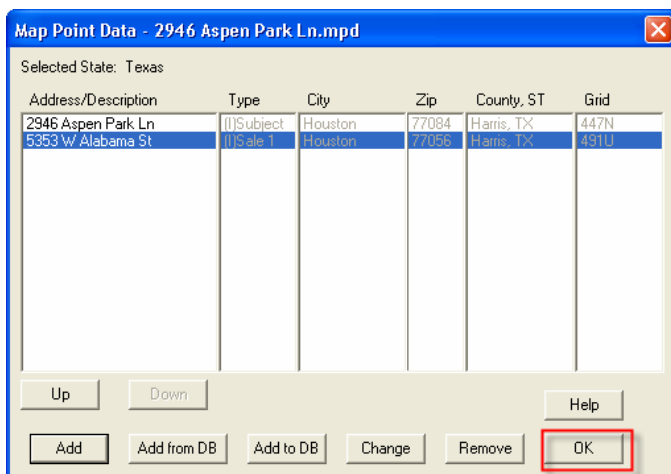 Map Point Data - 2946 Aspen Park Ln.mpd
Selected State: Texas
Address/Description Type City Zip County, ST Grid
2946 Aspen Park Ln (I)Subject Houston 77084 Harris, TX 447N
5353 W Alabama St (I)Sale 1 Houston 77056 Harris, TX 491U
Up Down Help
Add Add from DB Add to DB Change Remove OK